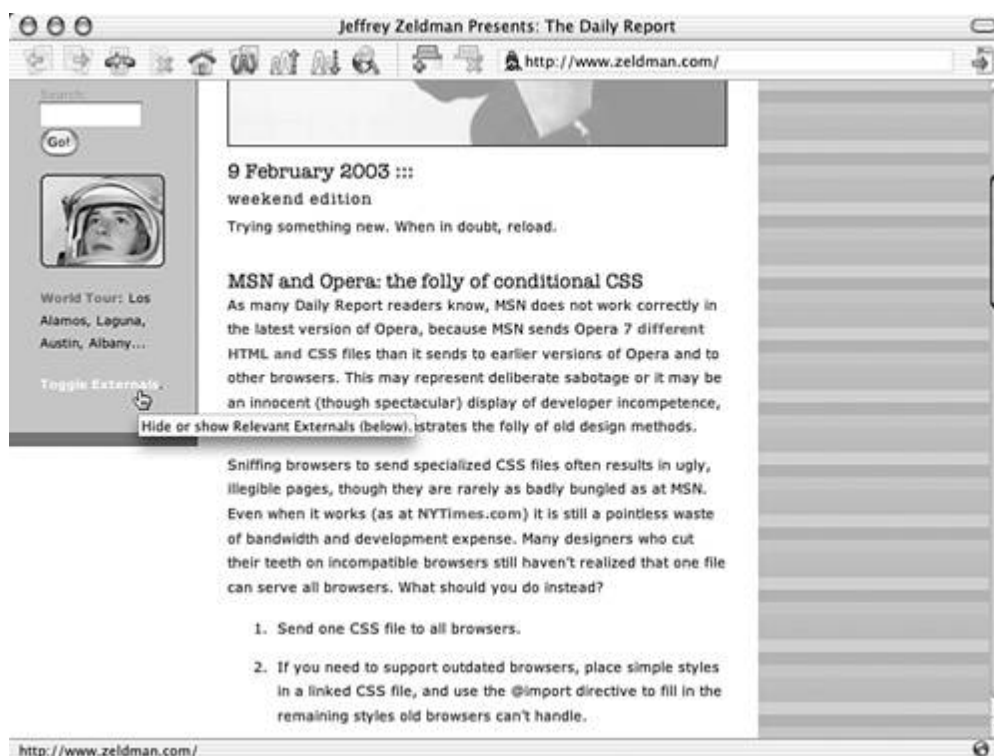 Jeffrey Zeldman Presents: The Daily Report
http://www.zeldman.com/
Search:
Go!
World Tour: Los
Alamos, Laguna,
Austin, Albany...
Toggle Externals.
Hide or show Relevant Externals (below).
9 February 2003 :::
weekend edition
Trying something new. When in doubt, reload.
MSN and Opera: the folly of conditional CSS
As many Daily Report readers know, MSN does not work correctly in
the latest version of Opera, because MSN sends Opera 7 different
HTML and CSS files than it sends to earlier versions of Opera and to
other browsers. This may represent deliberate sabotage or it may be
an innocent (though spectacular) display of developer incompetence,
strates the folly of old design methods.
Sniffing browsers to send specialized CSS files often results in ugly,
illegible pages, though they are rarely as badly bungled as at MSN.
Even when it works (as at NYTimes.com) it is still a pointless waste
of bandwidth and development expense. Many designers who cut
their teeth on incompatible browsers still haven't realized that one file
can serve all browsers. What should you do instead?
1. Send one CSS file to all browsers.
2. If you need to support outdated browsers, place simple styles
in a linked CSS file, and use the @import directive to fill in the
remaining styles old browsers can't handle.
http://www.zeldman.com/